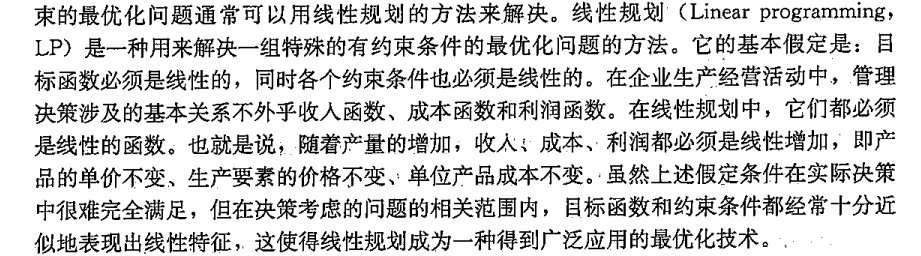 束的最优化问题通常可以用线性规划的方法来解决。线性规划（Linear programming，
LP）是一种用来解决一组特殊的有约束条件的最优化问题的方法。它的基本假定是：目
标函数必须是线性的，同时各个约束条件也必须是线性的。在企业生产经营活动中，管理
决策涉及的基本关系不外乎收入函数、成本函数和利润函数。在线性规划中，它们都必须
是线性的函数。也就是说，随着产量的增加，收入、成本、利润都必须是线性增加，即产
品的单价不变、生产要素的价格不变、单位产品成本不变。虽然上述假定条件在实际决策
中很难完全满足，但在决策考虑的问题的相关范围内，目标函数和约束条件都经常十分近
似地表现出线性特征，这使得线性规划成为一种得到广泛应用的最优化技术。